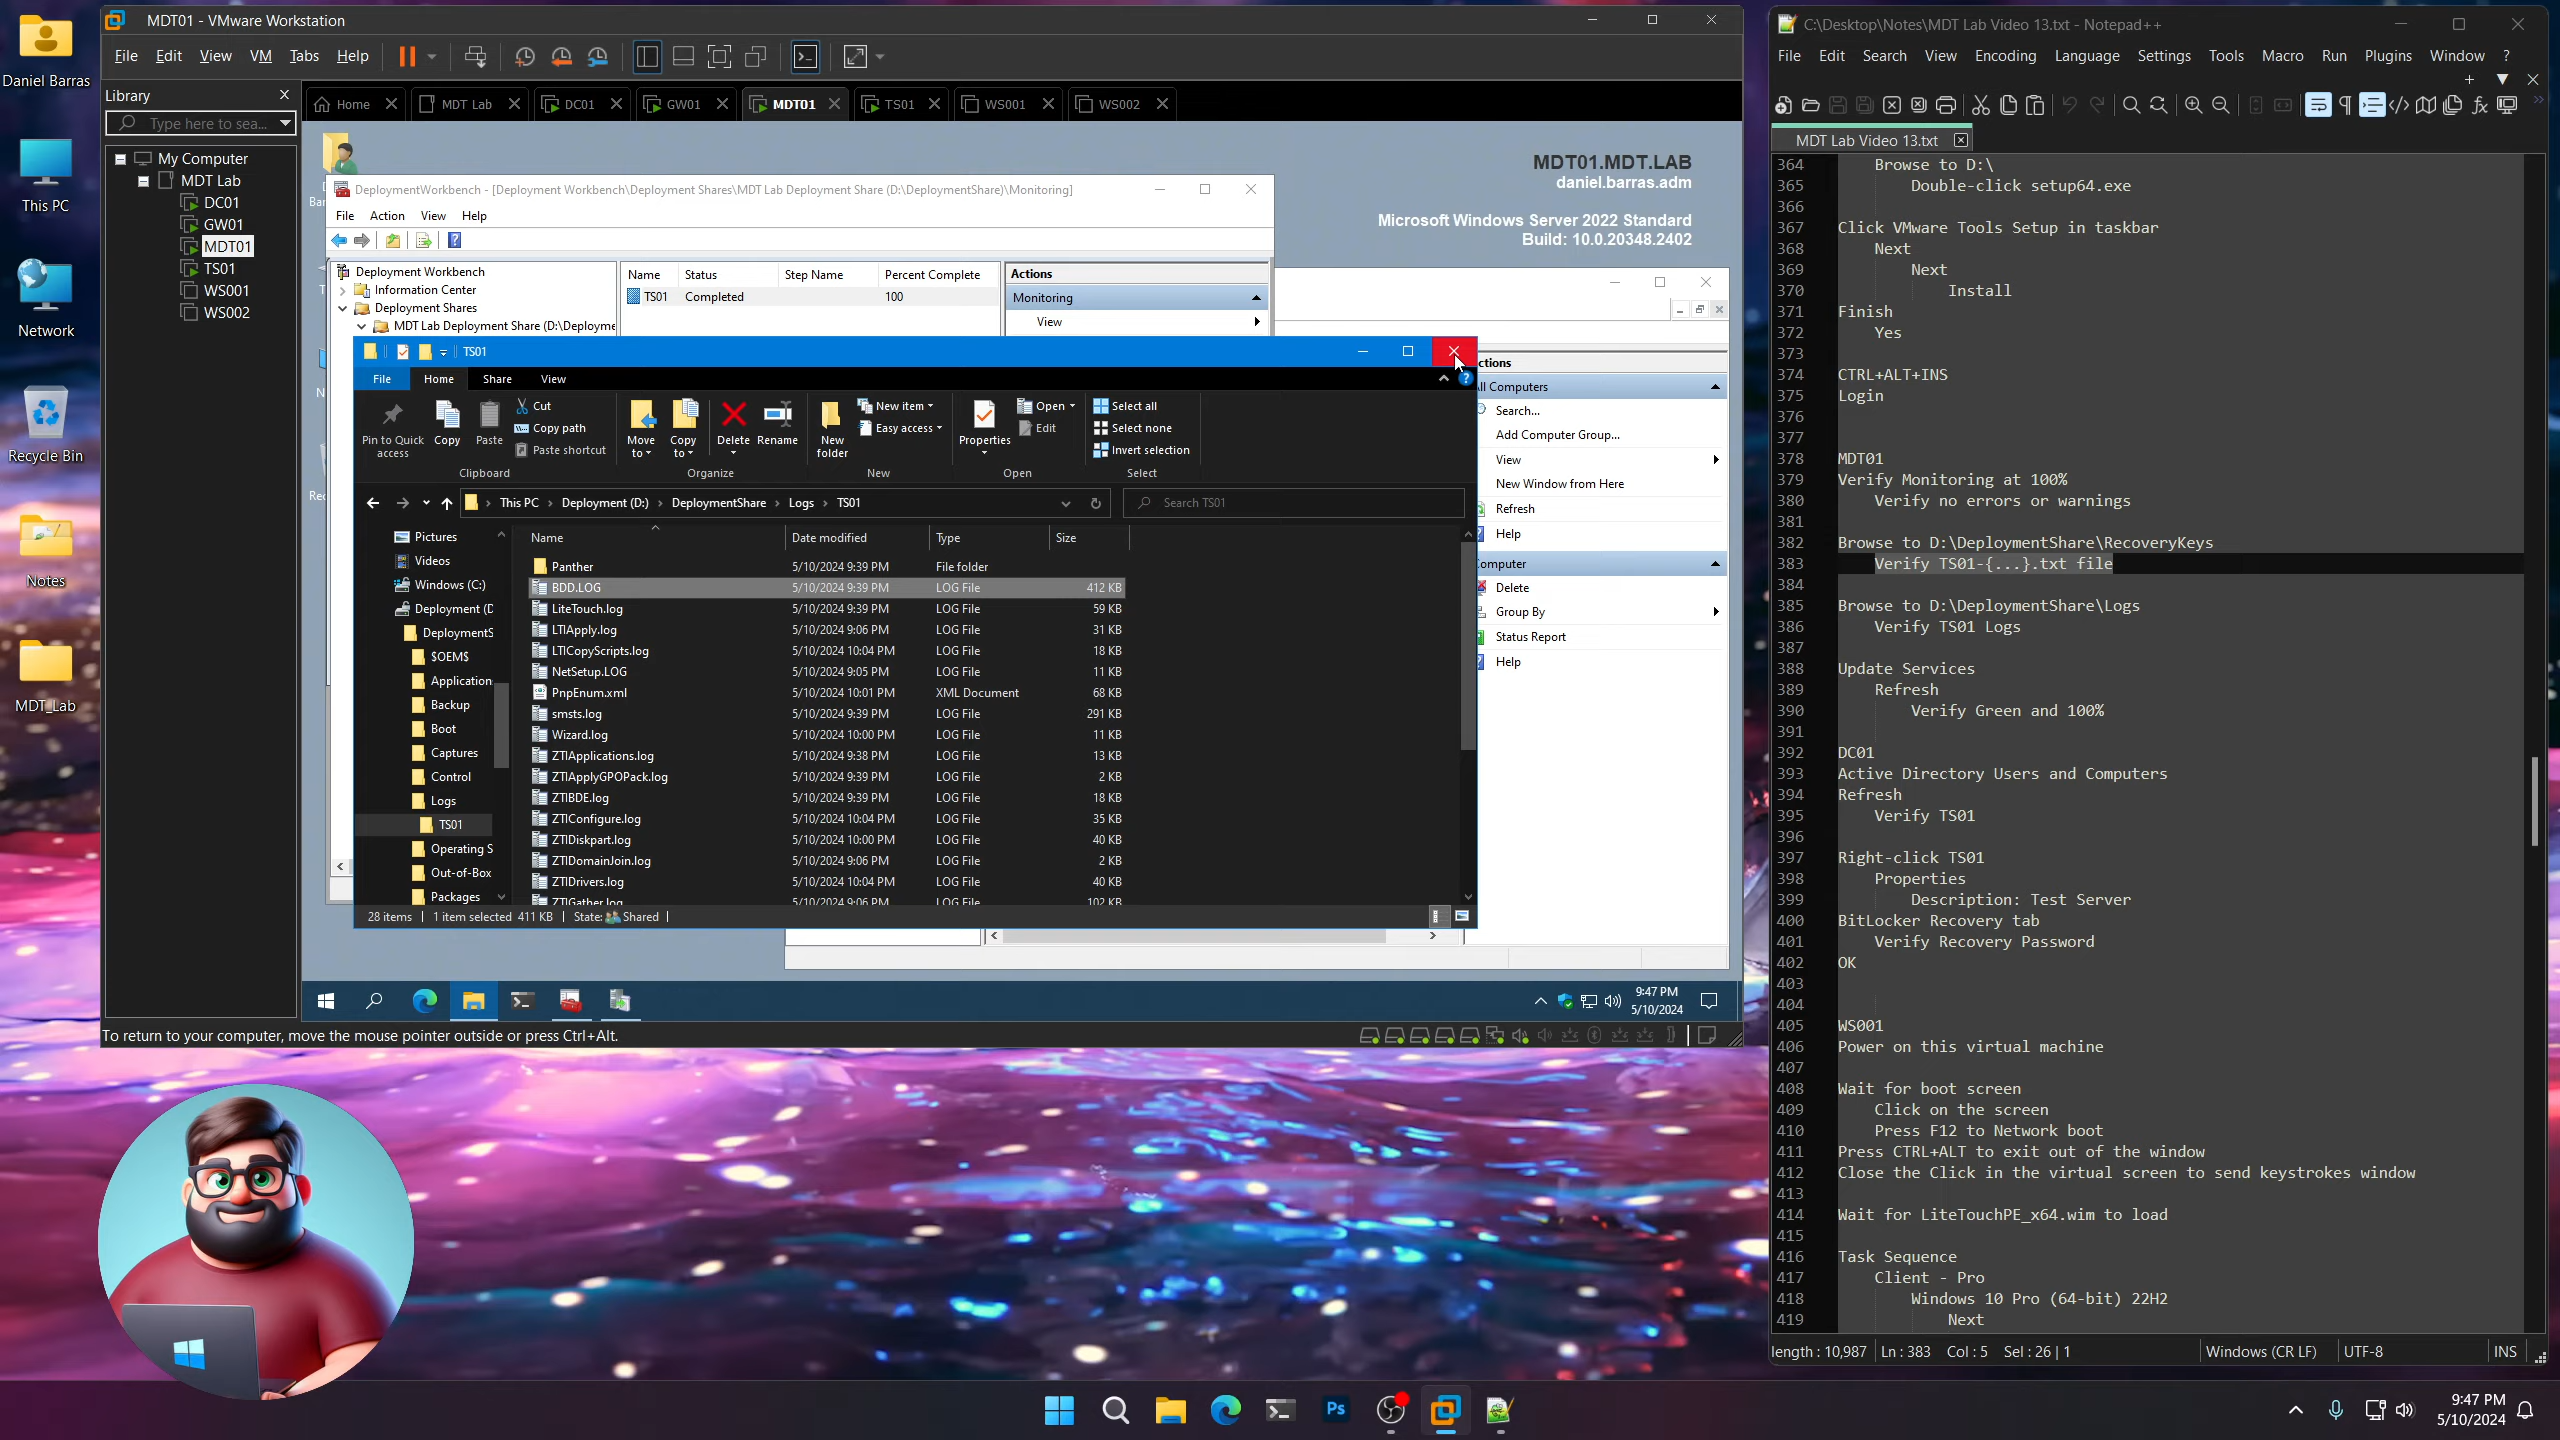 Daniel Barras
This PC
Network
Recycle Bin
Notes
MDT_Lab
MDT01 - VMware Workstation
File Edit View VM Tabs Help
Library
Type here to sea...
My Computer
MDT Lab
DC01
GW01
MDT01
TS01
WS001
WS002
Home MDT Lab DC01 GW01 MDT01 TS01 WS001 WS002
MDT01.MDT.LAB
daniel.barras.adm
Microsoft Windows Server 2022 Standard
Build: 10.0.20348.2402
DeploymentWorkbench - [Deployment Workbench\Deployment Shares\MDT Lab Deployment Share (D:\DeploymentShare)\Monitoring]
File Action View Help
Deployment Workbench
Information Center
Deployment Shares
MDT Lab Deployment Share (D:\Deployme
Name Status Step Name Percent Complete
TS01 Completed 100
Actions
Monitoring
View
TS01
File Home Share View
Pin to Quick access
Copy
Paste
Cut
Copy path
Paste shortcut
Clipboard
Move to
Copy to
Delete
Rename
Organize
New folder
New item
Easy access
New
Properties
Open
Edit
Open
Select all
Select none
Invert selection
Select
This PC Deployment (D:) DeploymentShare Logs TS01
Search TS01
Pictures
Videos
Windows (C:)
Deployment (D
DeploymentS
$OEM$
Application
Backup
Boot
Captures
Control
Logs
TS01
Operating S
Out-of-Box
Packages
Name Date modified Type Size
Panther 5/10/2024 9:39 PM File folder
BDD.LOG 5/10/2024 9:39 PM LOG File 412 KB
LiteTouch.log 5/10/2024 9:39 PM LOG File 59 KB
LTIApply.log 5/10/2024 9:06 PM LOG File 31 KB
LTICopyScripts.log 5/10/2024 10:04 PM LOG File 18 KB
NetSetup.LOG 5/10/2024 9:05 PM LOG File 11 KB
PnpEnum.xml 5/10/2024 10:01 PM XML Document 68 KB
smsts.log 5/10/2024 9:39 PM LOG File 291 KB
Wizard.log 5/10/2024 10:00 PM LOG File 11 KB
ZTIApplications.log 5/10/2024 9:38 PM LOG File 13 KB
ZTIApplyGPOPack.log 5/10/2024 9:39 PM LOG File 2 KB
ZTIBDE.log 5/10/2024 9:39 PM LOG File 18 KB
ZTIConfigure.log 5/10/2024 10:04 PM LOG File 35 KB
ZTIDiskpart.log 5/10/2024 10:00 PM LOG File 40 KB
ZTIDomainJoin.log 5/10/2024 9:06 PM LOG File 2 KB
ZTIDrivers.log 5/10/2024 10:04 PM LOG File 40 KB
ZTIGather.log 5/10/2024 9:06 PM LOG File 102 KB
28 items 1 item selected 411 KB State: Shared
ctions
ll Computers
Search...
Add Computer Group...
View
New Window from Here
Refresh
Help
omputer
Delete
Group By
Status Report
Help
9:47 PM
5/10/2024
To return to your computer, move the mouse pointer outside or press Ctrl+Alt.
C:\Desktop\Notes\MDT Lab Video 13.txt - Notepad++
File Edit Search View Encoding Language Settings Tools Macro Run Plugins Window ?
MDT Lab Video 13.txt
364 Browse to D:\
365 Double-click setup64.exe
366
367 Click VMware Tools Setup in taskbar
368 Next
369 Next
370 Install
371 Finish
372 Yes
373
374 CTRL+ALT+INS
375 Login
376
377
378 MDT01
379 Verify Monitoring at 100%
380 Verify no errors or warnings
381
382 Browse to D:\DeploymentShare\RecoveryKeys
383 Verify TS01-{...}.txt file
384
385 Browse to D:\DeploymentShare\Logs
386 Verify TS01 Logs
387
388 Update Services
389 Refresh
390 Verify Green and 100%
391
392 DC01
393 Active Directory Users and Computers
394 Refresh
395 Verify TS01
396
397 Right-click TS01
398 Properties
399 Description: Test Server
400 BitLocker Recovery tab
401 Verify Recovery Password
402 OK
403
404
405 WS001
406 Power on this virtual machine
407
408 Wait for boot screen
409 Click on the screen
410 Press F12 to Network boot
411 Press CTRL+ALT to exit out of the window
412 Close the Click in the virtual screen to send keystrokes window
413
414 Wait for LiteTouchPE_x64.wim to load
415
416 Task Sequence
417 Client - Pro
418 Windows 10 Pro (64-bit) 22H2
419 Next
length : 10,987 Ln : 383 Col : 5 Sel : 26 | 1 Windows (CR LF) UTF-8 INS
Ps
9:47 PM
5/10/2024